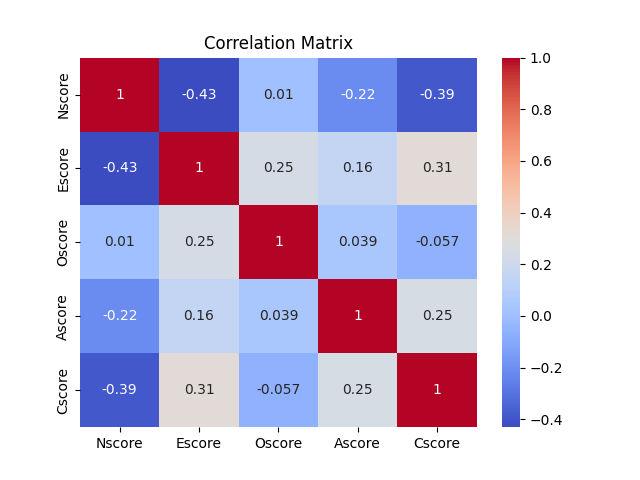 Correlation Matrix
Nscore 1 -0.43 0.01 -0.22 -0.39
Escore -0.43 1 0.25 0.16 0.31
Oscore 0.01 0.25 1 0.039 -0.057
Ascore -0.22 0.16 0.039 1 0.25
Cscore -0.39 0.31 -0.057 0.25 1
Nscore Escore Oscore Ascore Cscore
1.0
0.8
0.6
0.4
0.2
0.0
−0.2
−0.4